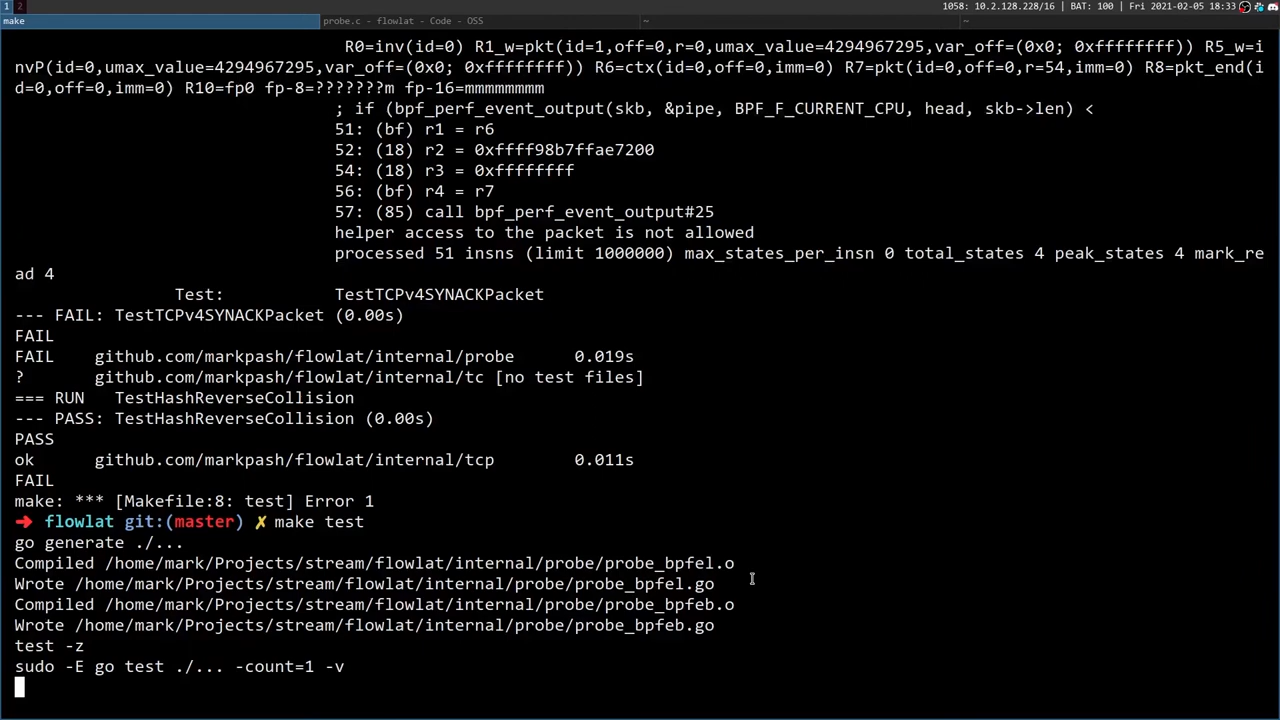 1 2 1058: 10.2.128.228/16 | BAT: 100 | Fri 2021-02-05 18:33
make probe.c - flowlat - Code - OSS ~ ~
R0=inv(id=0) R1_w=pkt(id=1,off=0,r=0,umax_value=4294967295,var_off=(0x0; 0xffffffff)) R5_w=i
nvP(id=0,umax_value=4294967295,var_off=(0x0; 0xffffffff)) R6=ctx(id=0,off=0,imm=0) R7=pkt(id=0,off=0,r=54,imm=0) R8=pkt_end(i
d=0,off=0,imm=0) R10=fp0 fp-8=???????m fp-16=mmmmmmmm
; if (bpf_perf_event_output(skb, &pipe, BPF_F_CURRENT_CPU, head, skb->len) <
51: (bf) r1 = r6
52: (18) r2 = 0xffff98b7ffae7200
54: (18) r3 = 0xffffffff
56: (bf) r4 = r7
57: (85) call bpf_perf_event_output#25
helper access to the packet is not allowed
processed 51 insns (limit 1000000) max_states_per_insn 0 total_states 4 peak_states 4 mark_re
ad 4
Test: TestTCPv4SYNACKPacket
--- FAIL: TestTCPv4SYNACKPacket (0.00s)
FAIL
FAIL github.com/markpash/flowlat/internal/probe 0.019s
? github.com/markpash/flowlat/internal/tc [no test files]
=== RUN TestHashReverseCollision
--- PASS: TestHashReverseCollision (0.00s)
PASS
ok github.com/markpash/flowlat/internal/tcp 0.011s
FAIL
make: *** [Makefile:8: test] Error 1
➜ flowlat git:(master) ✗ make test
go generate ./...
Compiled /home/mark/Projects/stream/flowlat/internal/probe/probe_bpfel.o
Wrote /home/mark/Projects/stream/flowlat/internal/probe/probe_bpfel.go
Compiled /home/mark/Projects/stream/flowlat/internal/probe/probe_bpfeb.o
Wrote /home/mark/Projects/stream/flowlat/internal/probe/probe_bpfeb.go
test -z
sudo -E go test ./... -count=1 -v